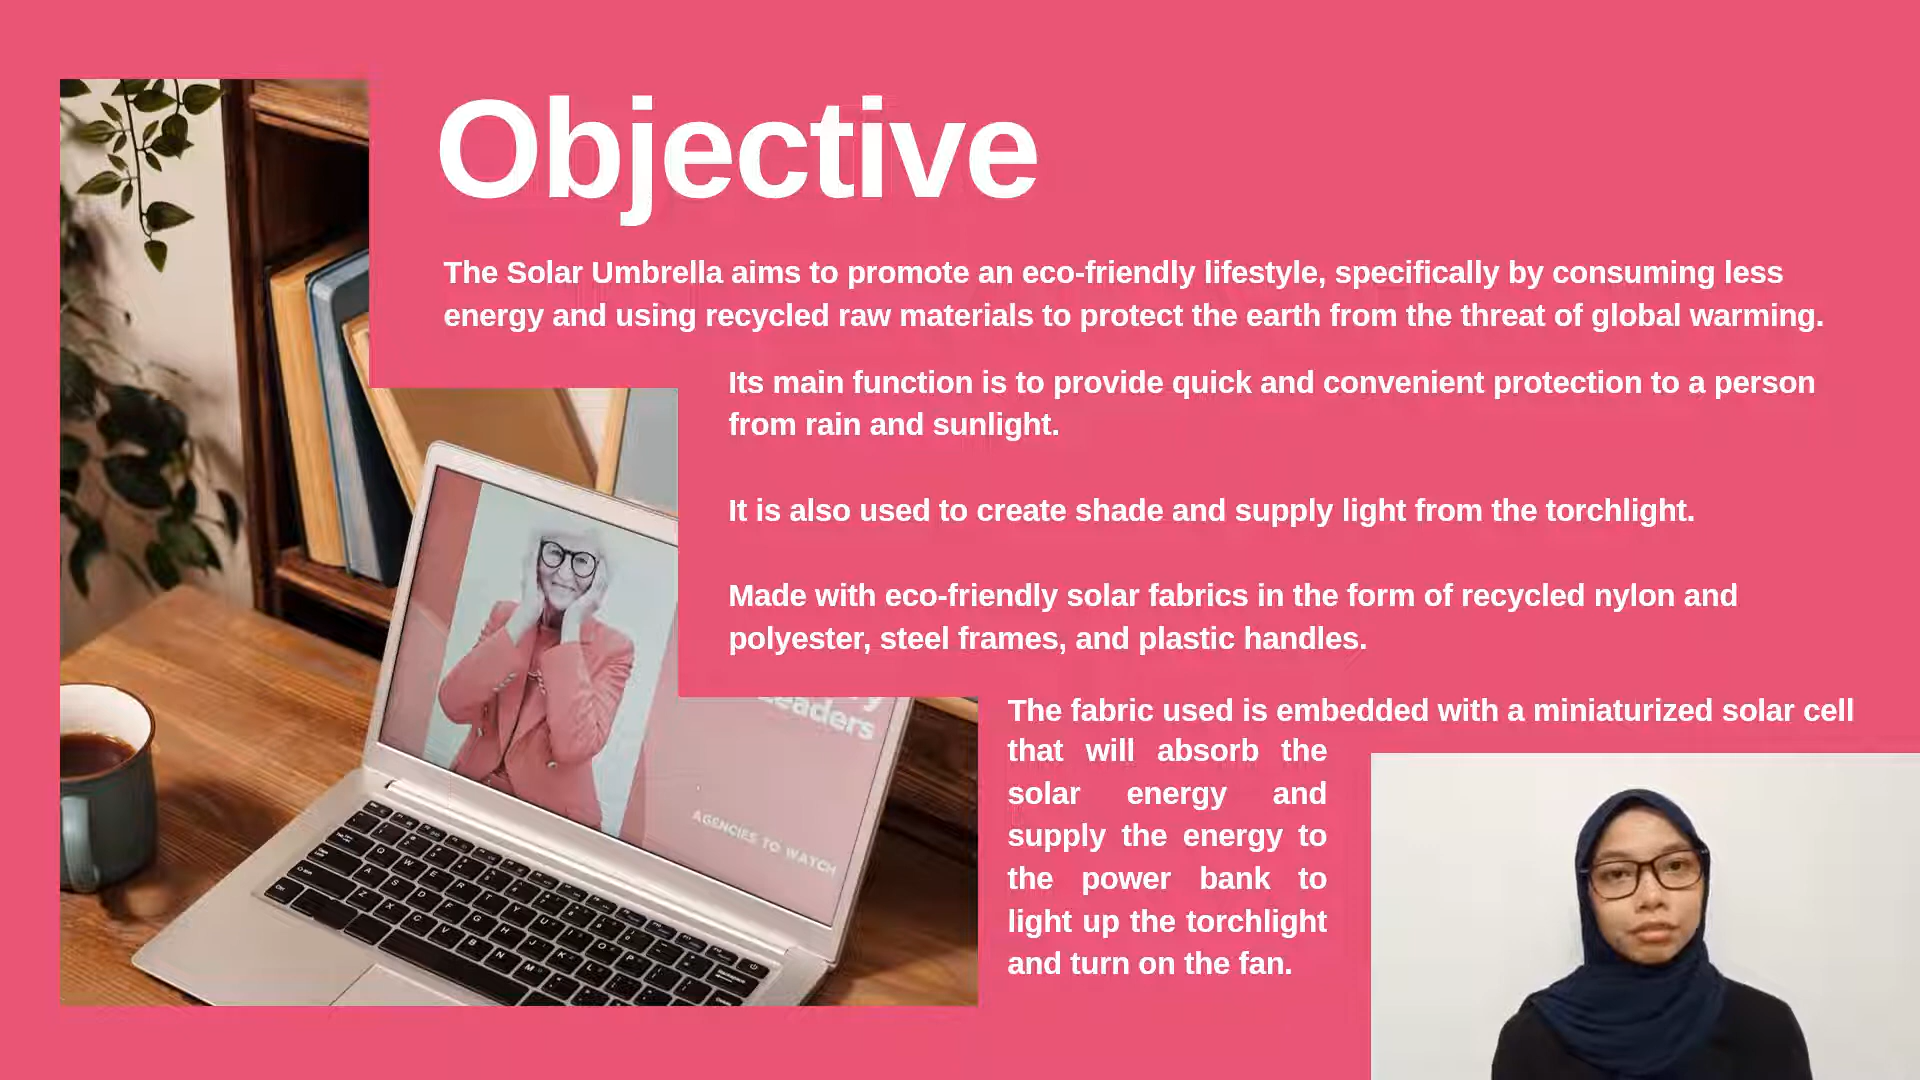 Objective
The Solar Umbrella aims to promote an eco-friendly lifestyle, specifically by consuming less
energy and using recycled raw materials to protect the earth from the threat of global warming.
Its main function is to provide quick and convenient protection to a person
from rain and sunlight.
It is also used to create shade and supply light from the torchlight.
Made with eco-friendly solar fabrics in the form of recycled nylon and
polyester, steel frames, and plastic handles.
The fabric used is embedded with a miniaturized solar cell
that will absorb the
solar energy and
supply the energy to
the power bank to
light up the torchlight
and turn on the fan.
Leaders
AGENCIES TO WATCH